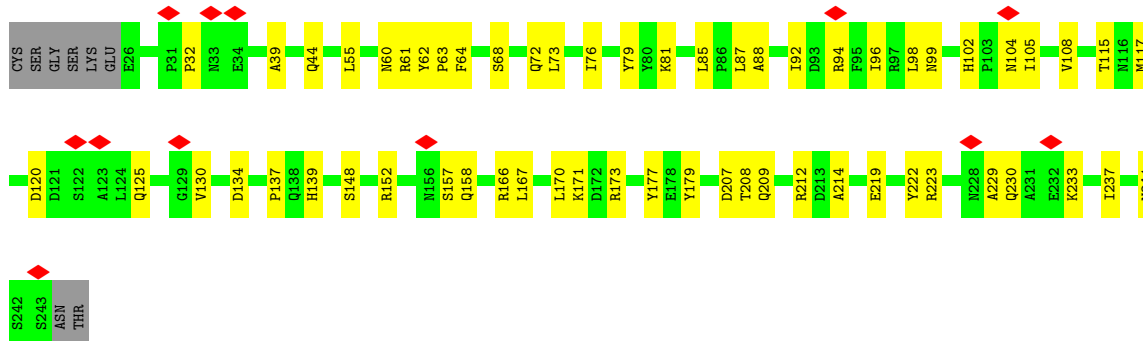 CYS SER GLY SER LYS GLU E26 P31 P32 N33 E34 A39 Q44 L55 N60 R61 Y62 P63 F64 S68 Q72 L73 I76 Y79 Y80 K81 L85 P86 L87 A88 I92 D93 R94 F95 I96 R97 L98 N99 H102 P103 N104 I105 V108 T115 N116 M117
D120 D121 S122 A123 L124 Q125 G129 V130 D134 P137 Q138 H139 S148 R152 N156 S157 Q158 R166 L167 L170 K171 D172 R173 Y177 E178 Y179 D207 T208 Q209 R212 D213 A214 E219 Y222 R223 N228 A229 Q230 A231 E232 K233 I237
S242 S243 ASN THR